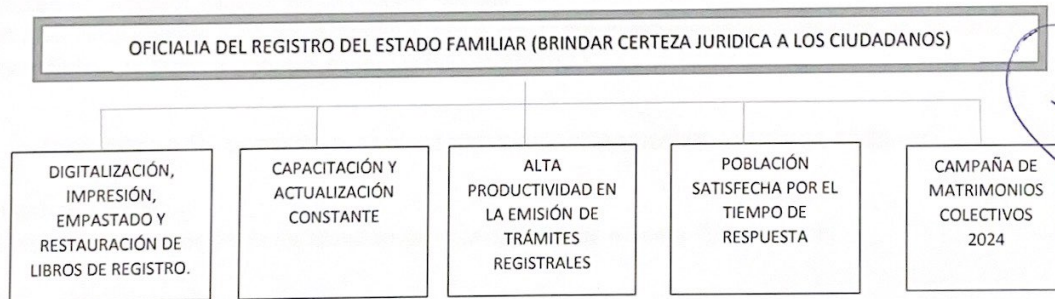 OFICIALIA DEL REGISTRO DEL ESTADO FAMILIAR (BRINDAR CERTEZA JURIDICA A LOS CIUDADANOS)
DIGITALIZACIÓN,
IMPRESIÓN,
EMPASTADO Y
RESTAURACIÓN DE
LIBROS DE REGISTRO.
CAPACITACIÓN Y
ACTUALIZACIÓN
CONSTANTE
ALTA
PRODUCTIVIDAD EN
LA EMISIÓN DE
TRÁMITES
REGISTRALES
POBLACIÓN
SATISFECHA POR EL
TIEMPO DE
RESPUESTA
CAMPAÑA DE
MATRIMONIOS
COLECTIVOS
2024